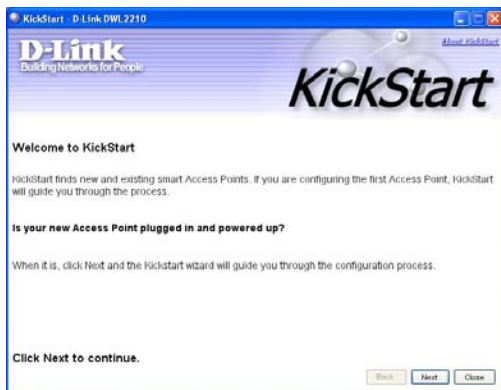 KickStart - D-Link DWL2210
D-Link
Building Networks for People
About KickStart
KickStart
Welcome to KickStart
KickStart finds new and existing smart Access Points. If you are configuring the first Access Point, KickStart
will guide you through the process.
Is your new Access Point plugged in and powered up?
When it is, click Next and the Kickstart wizard will guide you through the configuration process.
Click Next to continue.
Back
Next
Close